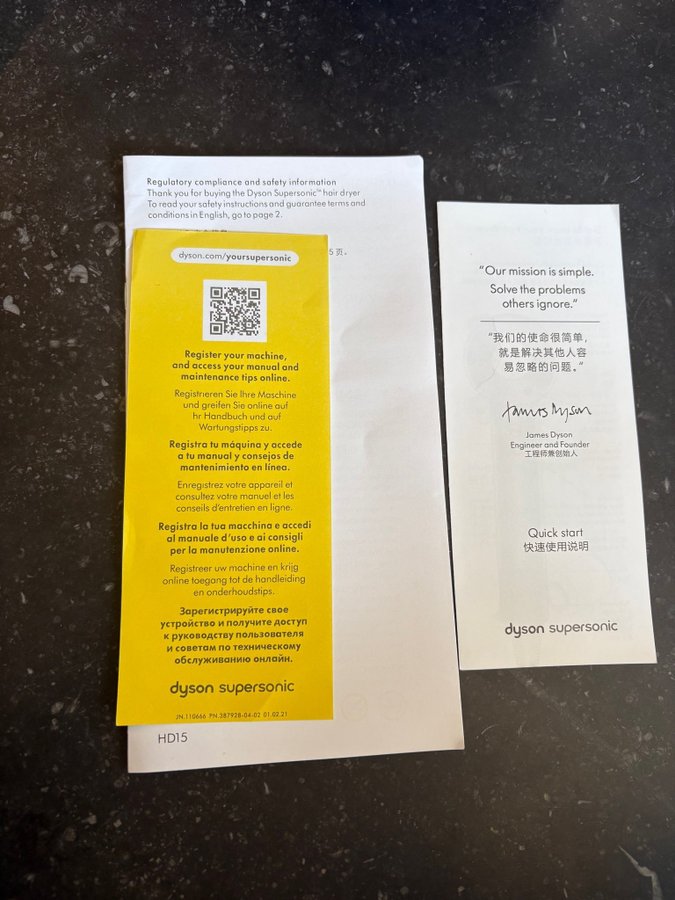 Regulatory compliance and safety information
Thank you for buying the Dyson Supersonic™ hair dryer
To read your safety instructions and guarantee terms and
conditions in English, go to page 2.
5 页。
dyson.com/yoursupersonic
Register your machine,
and access your manual and
maintenance tips online.
Registrieren Sie Ihre Maschine
und greifen Sie online auf
hr Handbuch und auf
Wartungstipps zu.
Registra tu máquina y accede
a tu manual y consejos de
mantenimiento en línea.
Enregistrez votre appareil et
consultez votre manuel et les
conseils d'entretien en ligne.
Registra la tua macchina e accedi
al manuale d'uso e ai consigli
per la manutenzione online.
Registreer uw machine en krijg
online toegang tot de handleiding
en onderhoudstips.
Зарегистрируйте свое
устройство и получите доступ
к руководству пользователя
и советам по техническому
обслуживанию онлайн.
dyson supersonic
JN.110666 PN.387928-04-02 01.02.21
HD15
"Our mission is simple.
Solve the problems
others ignore."
"我们的使命很简单，
就是解决其他人容
易忽略的问题。"
James Dyson
James Dyson
Engineer and Founder
工程师兼创始人
Quick start
快速使用说明
dyson supersonic